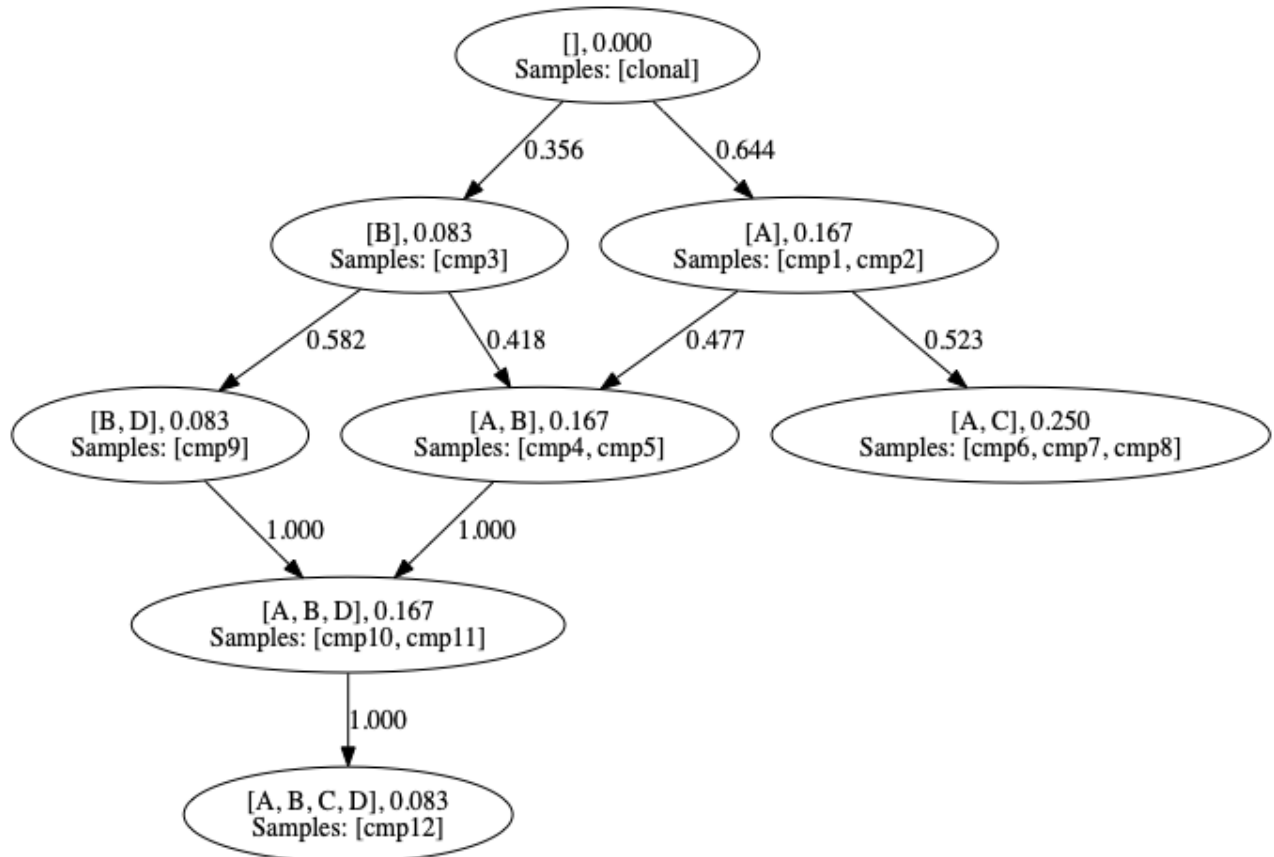 [], 0.000
Samples: [clonal]
0.356
0.644
[B], 0.083
Samples: [cmp3]
[A], 0.167
Samples: [cmp1, cmp2]
0.582
0.418
0.477
0.523
[B, D], 0.083
Samples: [cmp9]
[A, B], 0.167
Samples: [cmp4, cmp5]
[A, C], 0.250
Samples: [cmp6, cmp7, cmp8]
1.000
1.000
[A, B, D], 0.167
Samples: [cmp10, cmp11]
1.000
[A, B, C, D], 0.083
Samples: [cmp12]